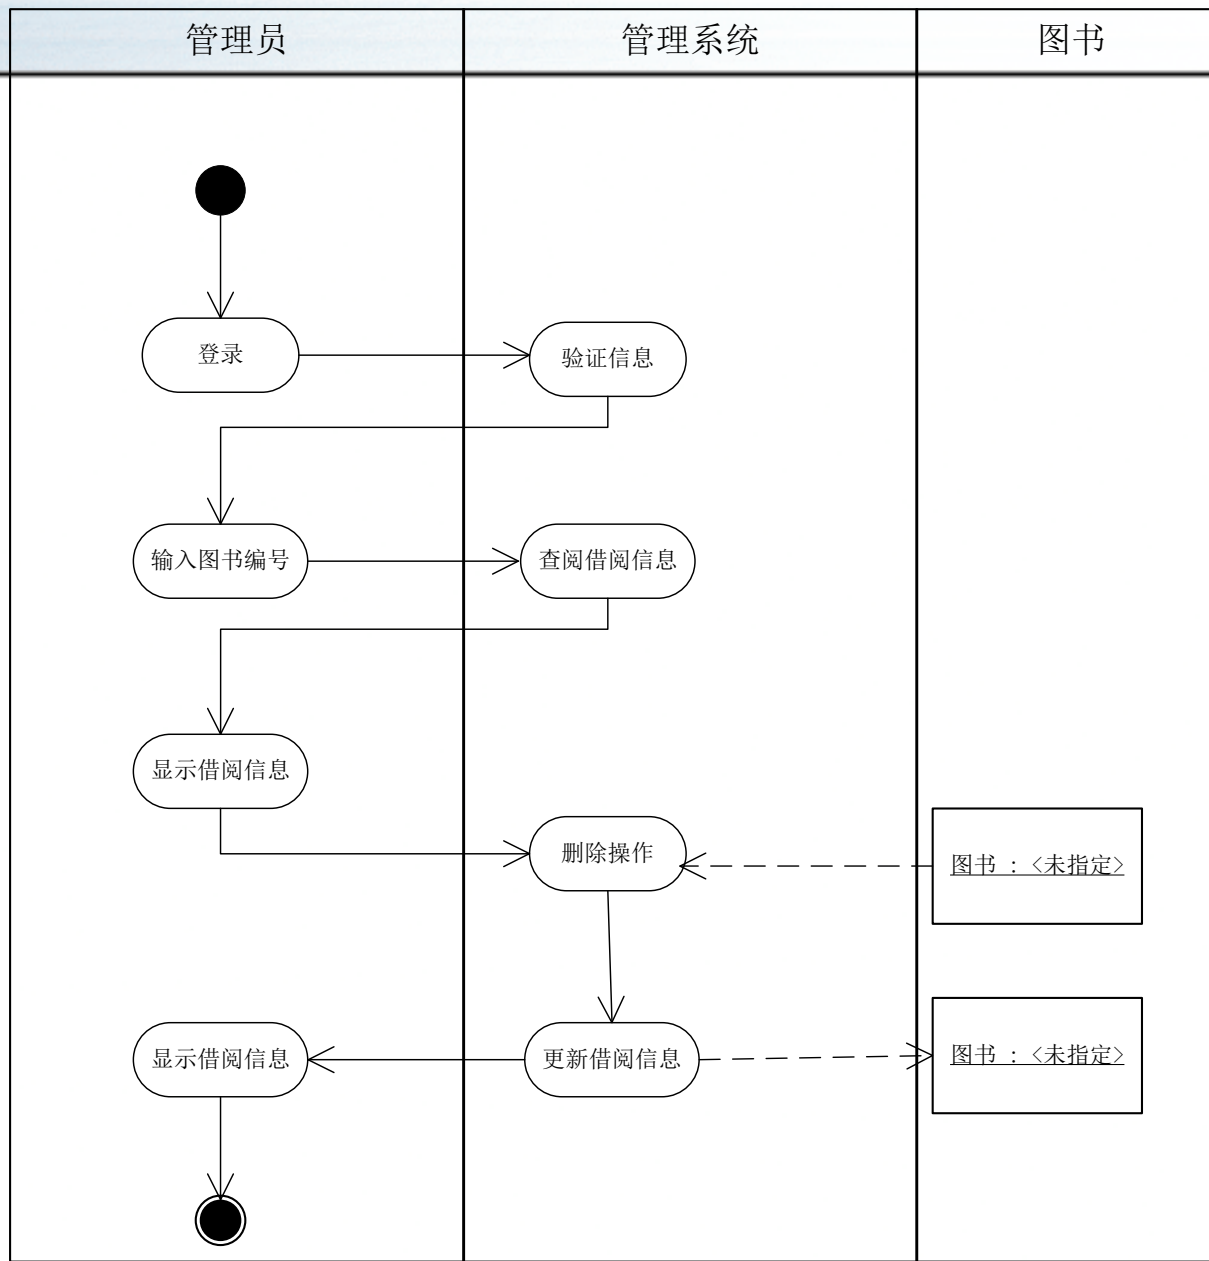 管理员
管理系统
图书
登录
验证信息
输入图书编号
查阅借阅信息
显示借阅信息
删除操作
图书 : <未指定>
显示借阅信息
更新借阅信息
图书 : <未指定>